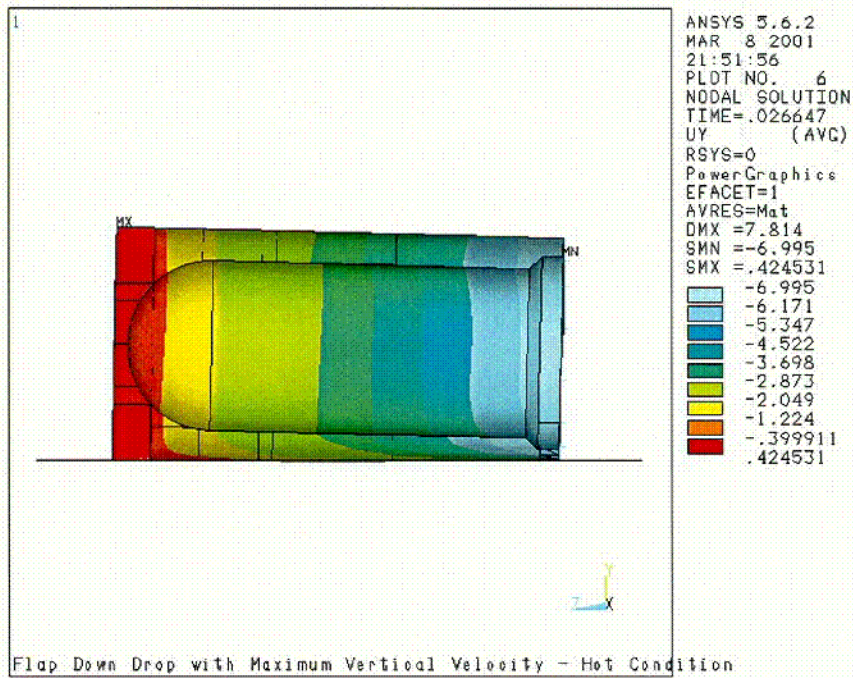 1
ANSYS 5.6.2
MAR 8 2001
21:51:56
PLOT NO. 6
NODAL SOLUTION
TIME=.026647
UY (AVG)
RSYS=0
PowerGraphics
EFACET=1
AVRES=Mat
DMX =7.814
SMN =-6.995
SMX =.424531
-6.995
-6.171
-5.347
-4.522
-3.698
-2.873
-2.049
-1.224
-.399911
.424531
MX
MN
Y
Z X
Flap Down Drop with Maximum Vertical Velocity - Hot Condition